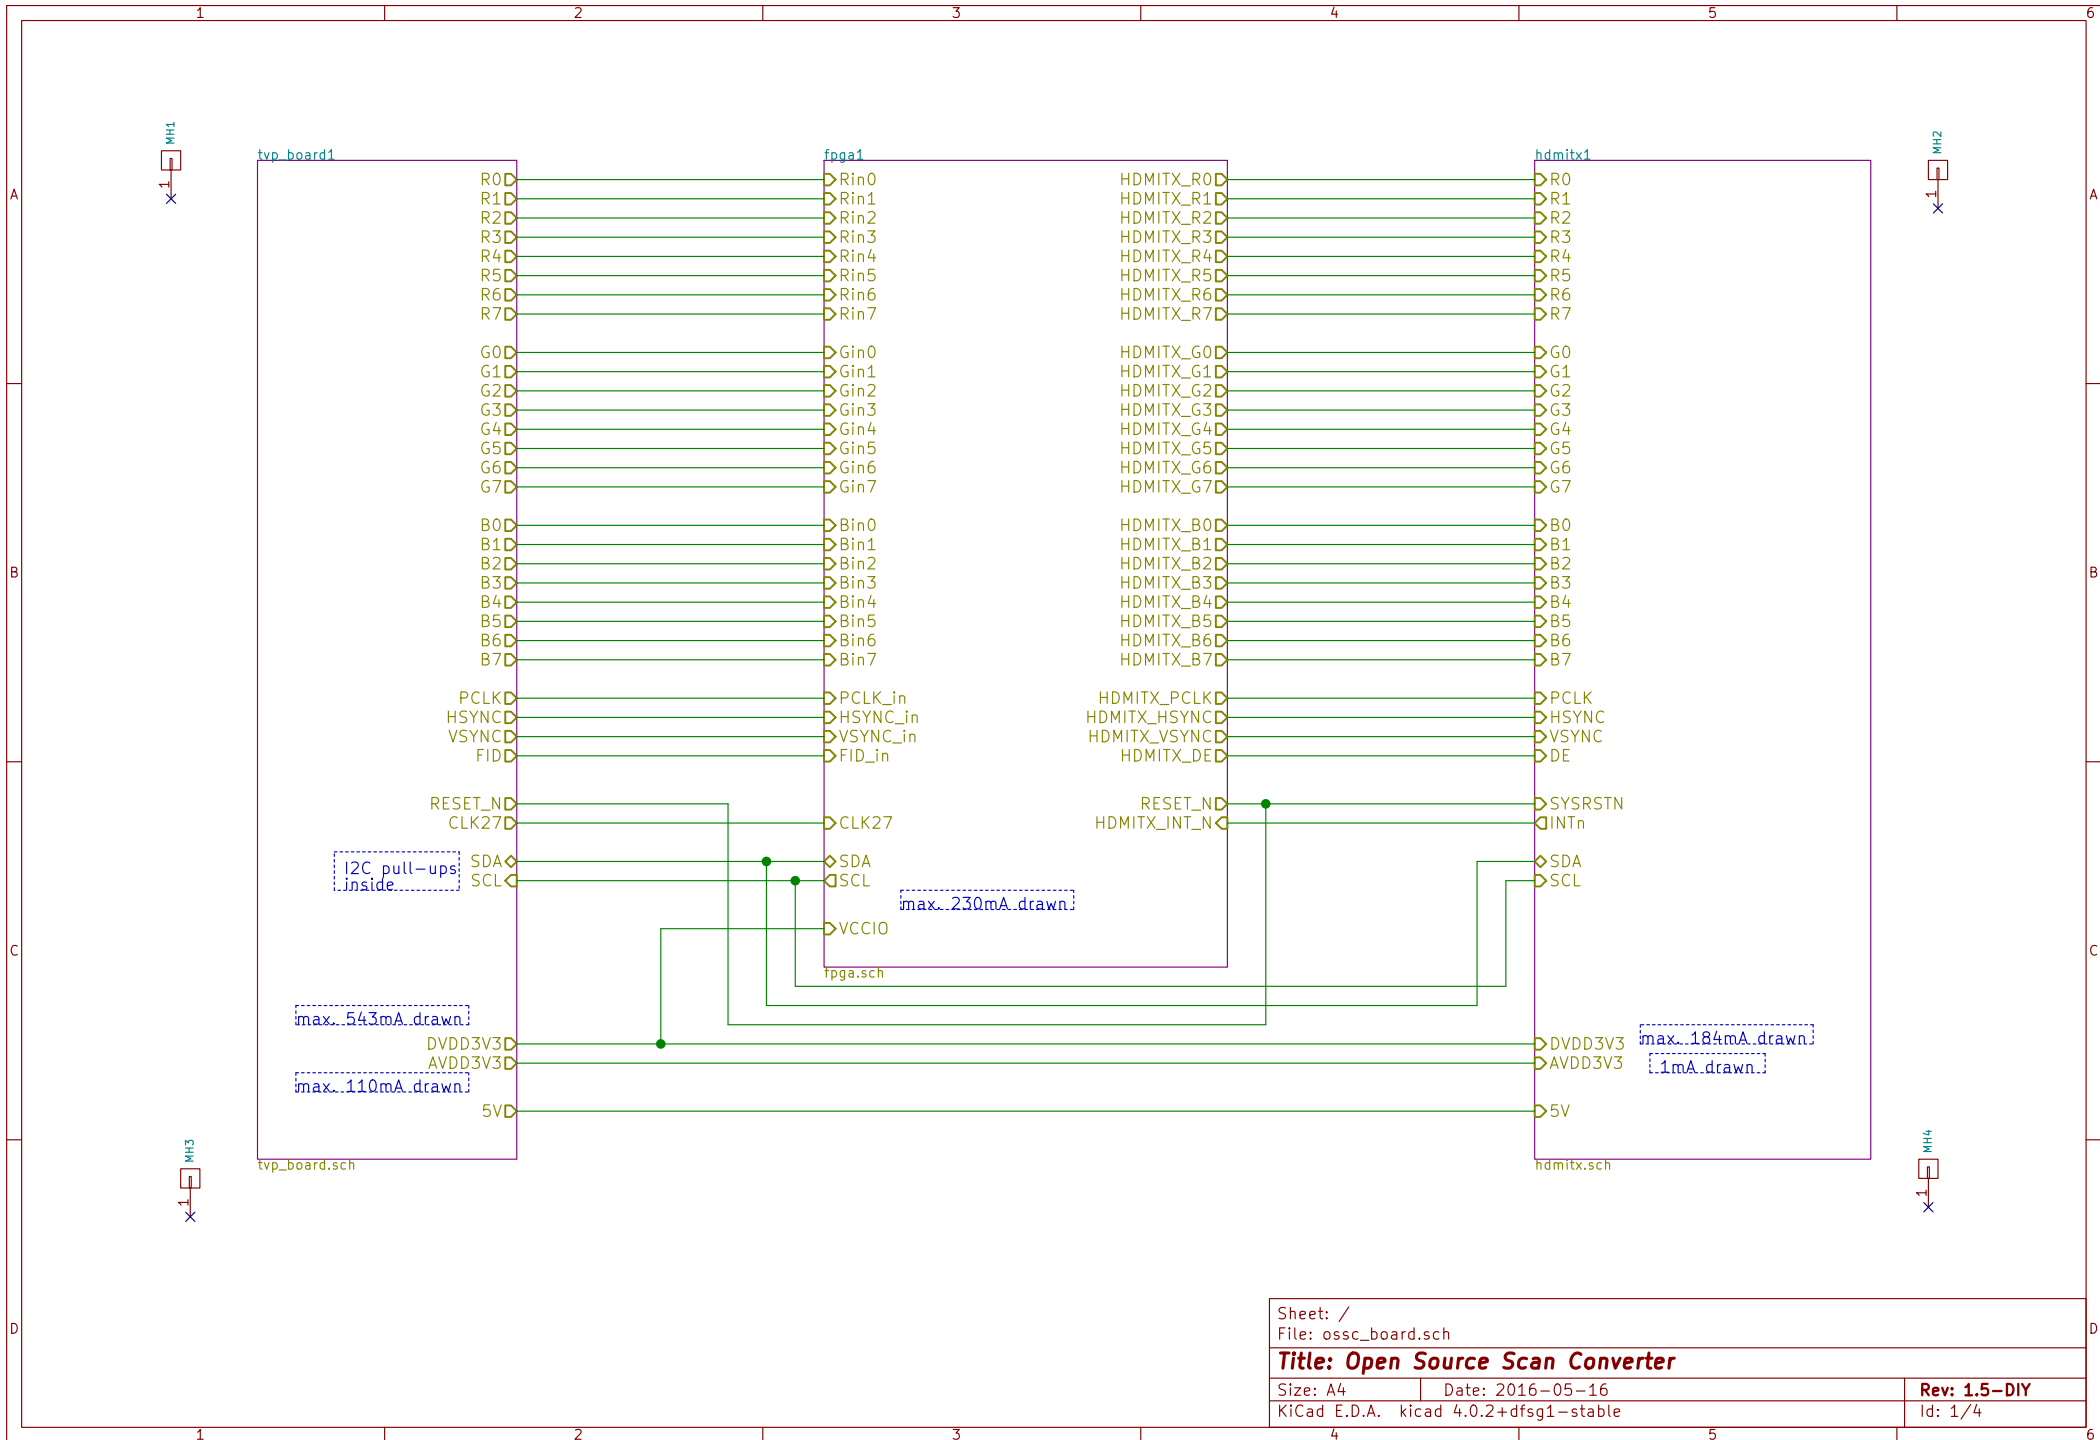 1 2 3 4 5 6
A A
B B
C C
D D
MH1
1
MH2
1
tvp_board1
R0
R1
R2
R3
R4
R5
R6
R7
G0
G1
G2
G3
G4
G5
G6
G7
B0
B1
B2
B3
B4
B5
B6
B7
PCLK
HSYNC
VSYNC
FID
RESET_N
CLK27
I2C pull-ups
inside
SDA
SCL
max. 543mA drawn
DVDD3V3
AVDD3V3
max. 110mA drawn
5V
tvp_board.sch
fpga1
Rin0
Rin1
Rin2
Rin3
Rin4
Rin5
Rin6
Rin7
Gin0
Gin1
Gin2
Gin3
Gin4
Gin5
Gin6
Gin7
Bin0
Bin1
Bin2
Bin3
Bin4
Bin5
Bin6
Bin7
PCLK_in
HSYNC_in
VSYNC_in
FID_in
CLK27
SDA
SCL
max. 230mA drawn
VCCIO
HDMITX_R0
HDMITX_R1
HDMITX_R2
HDMITX_R3
HDMITX_R4
HDMITX_R5
HDMITX_R6
HDMITX_R7
HDMITX_G0
HDMITX_G1
HDMITX_G2
HDMITX_G3
HDMITX_G4
HDMITX_G5
HDMITX_G6
HDMITX_G7
HDMITX_B0
HDMITX_B1
HDMITX_B2
HDMITX_B3
HDMITX_B4
HDMITX_B5
HDMITX_B6
HDMITX_B7
HDMITX_PCLK
HDMITX_HSYNC
HDMITX_VSYNC
HDMITX_DE
RESET_N
HDMITX_INT_N
fpga.sch
hdmitx1
R0
R1
R2
R3
R4
R5
R6
R7
G0
G1
G2
G3
G4
G5
G6
G7
B0
B1
B2
B3
B4
B5
B6
B7
PCLK
HSYNC
VSYNC
DE
SYSRSTN
INTn
SDA
SCL
DVDD3V3
max. 184mA drawn
AVDD3V3
1mA drawn
5V
hdmitx.sch
MH3
1
MH4
1
Sheet: /
File: ossc_board.sch
Title: Open Source Scan Converter
Size: A4 Date: 2016-05-16 Rev: 1.5-DIY
KiCad E.D.A. kicad 4.0.2+dfsg1-stable Id: 1/4
1 2 3 4 5 6